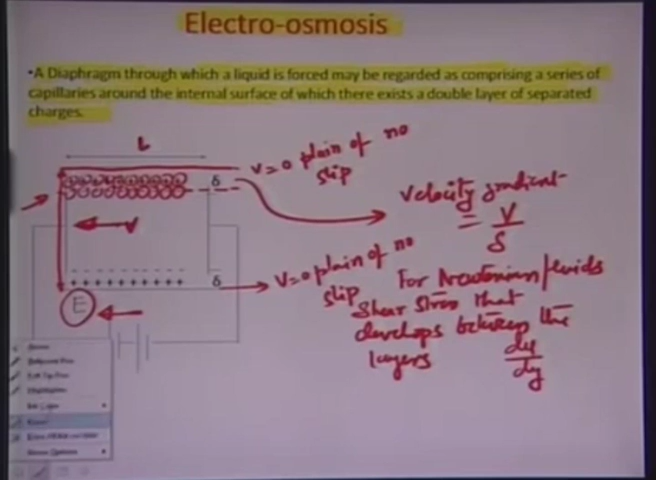 Electro-osmosis
•A Diaphragm through which a liquid is forced may be regarded as comprising a series of
capillaries around the internal surface of which there exists a double layer of separated
charges.
L
V=0 plain of no
slip
δ
V
Velocity gradient
= V
δ
δ
V=0 plain of no
slip
E
For Newtonian fluids
Shear Stress that
develops between the
layers du
dy